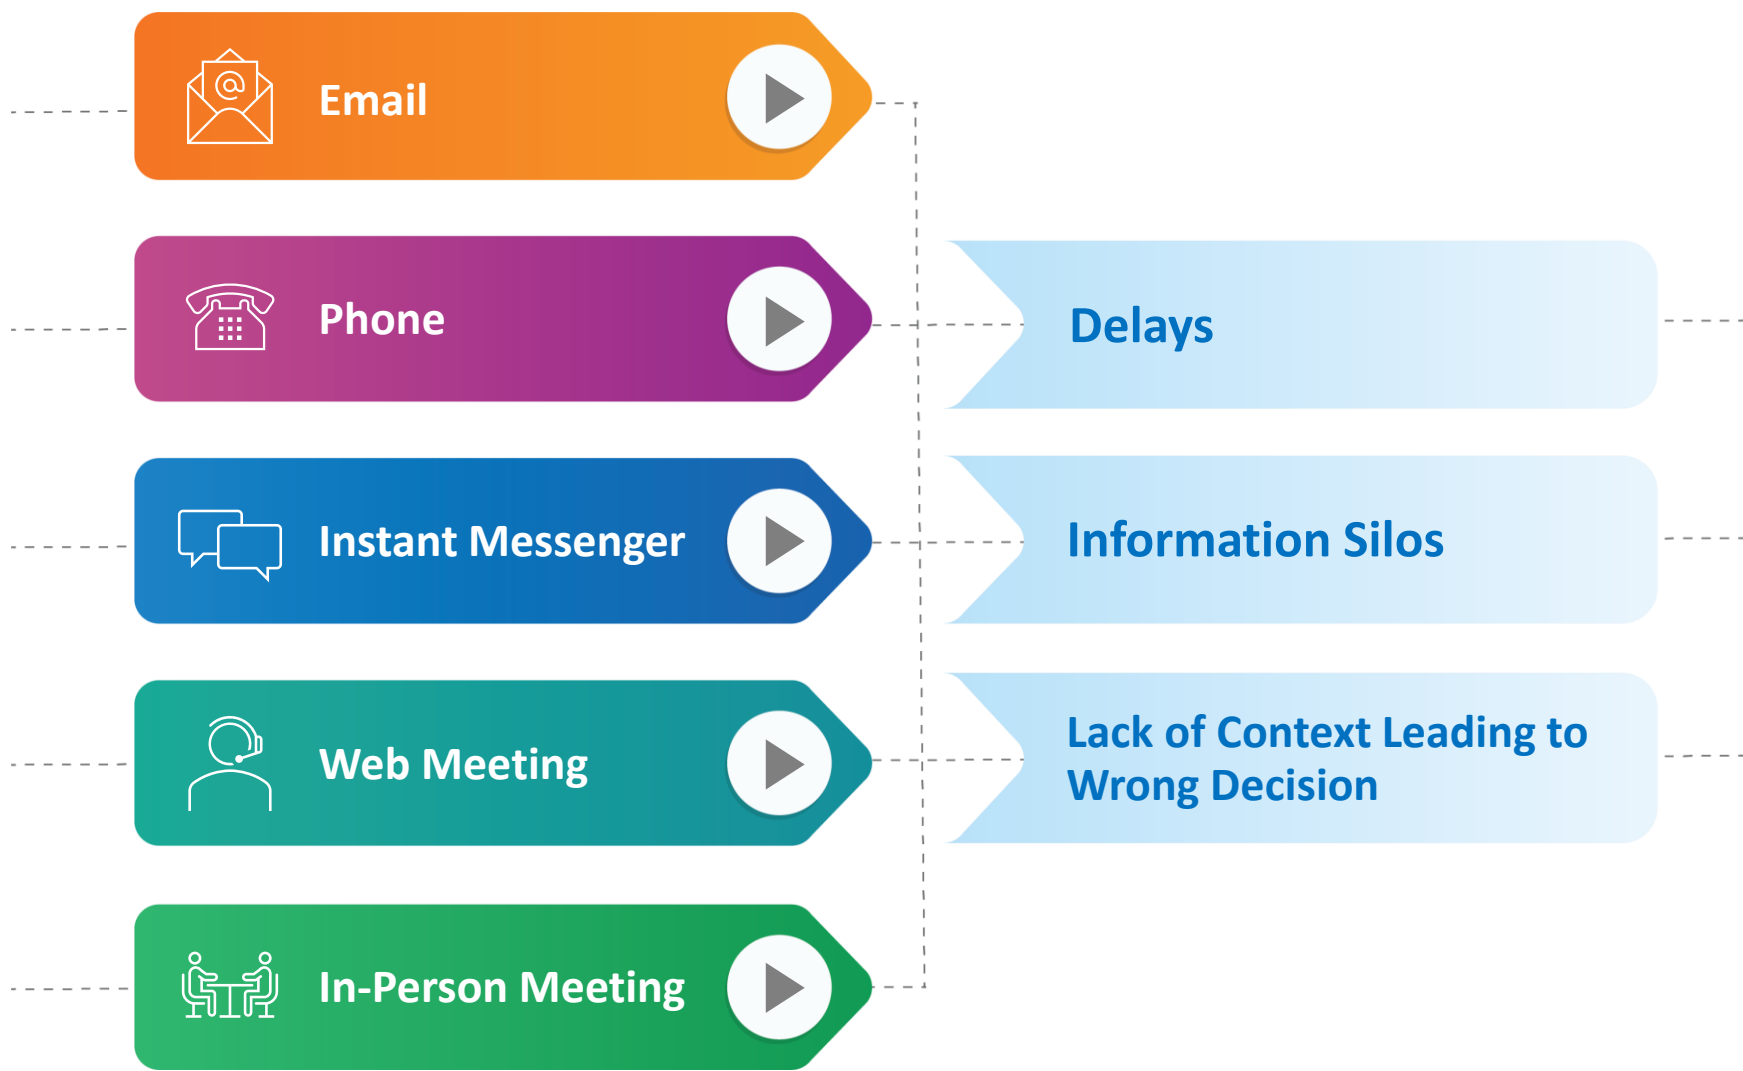 @
Email
Phone
Instant Messenger
Web Meeting
In-Person Meeting
Delays
Information Silos
Lack of Context Leading to
Wrong Decision